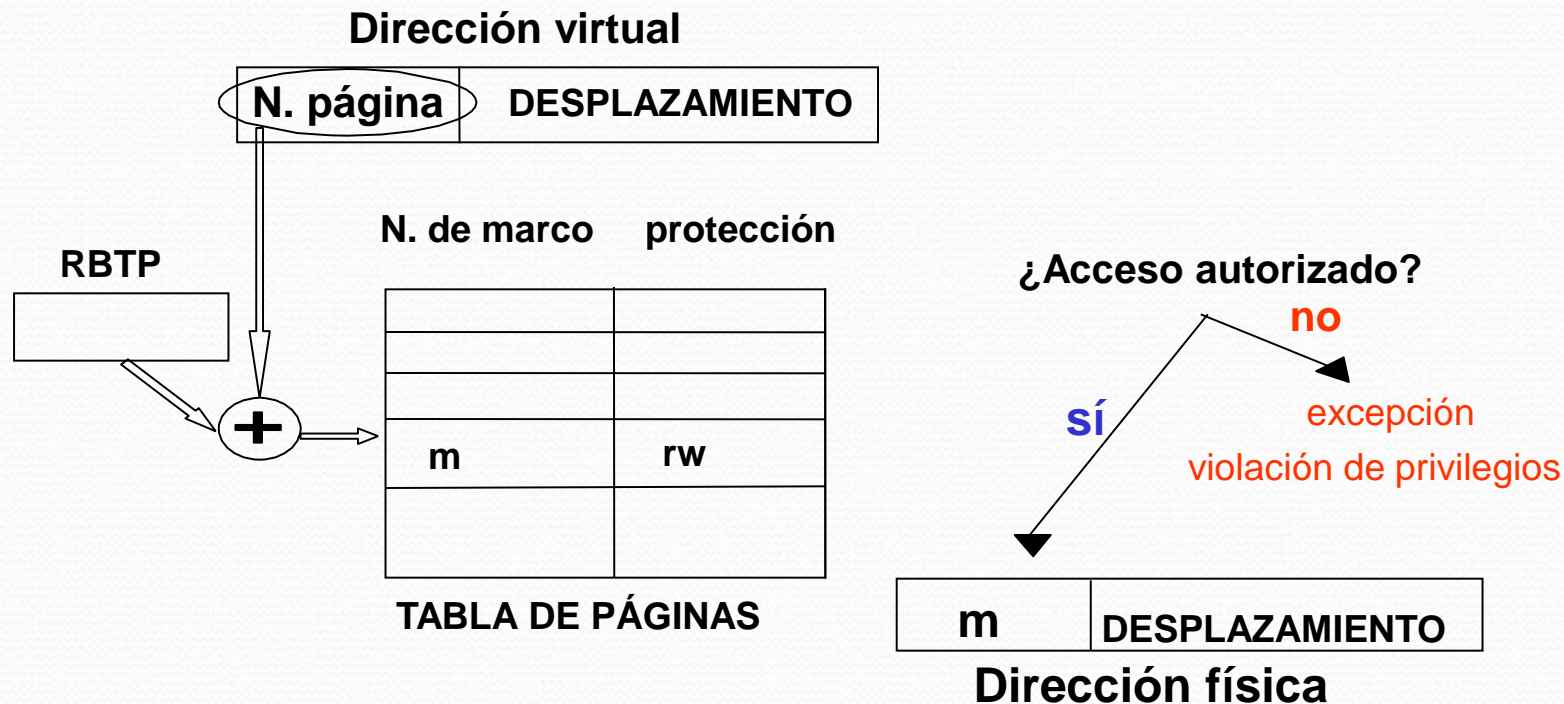 Dirección virtual
N. página DESPLAZAMIENTO
N. de marco protección
RBTP
¿Acceso autorizado?
no
sí
excepción
violación de privilegios
+
m rw
TABLA DE PÁGINAS
m DESPLAZAMIENTO
Dirección física